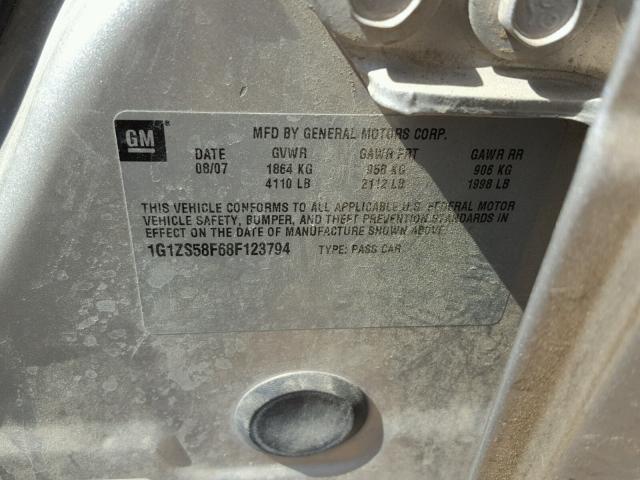 GM
MFD BY GENERAL MOTORS CORP.
DATE GVWR GAWR FRT GAWR RR
08/07 1864 KG 958 KG 906 KG
4110 LB 2112 LB 1998 LB
THIS VEHICLE CONFORMS TO ALL APPLICABLE U.S. FEDERAL MOTOR
VEHICLE SAFETY, BUMPER, AND THEFT PREVENTION STANDARDS IN
EFFECT ON THE DATE OF MANUFACTURE SHOWN ABOVE.
1G1ZS58F68F123794 TYPE: PASS CAR